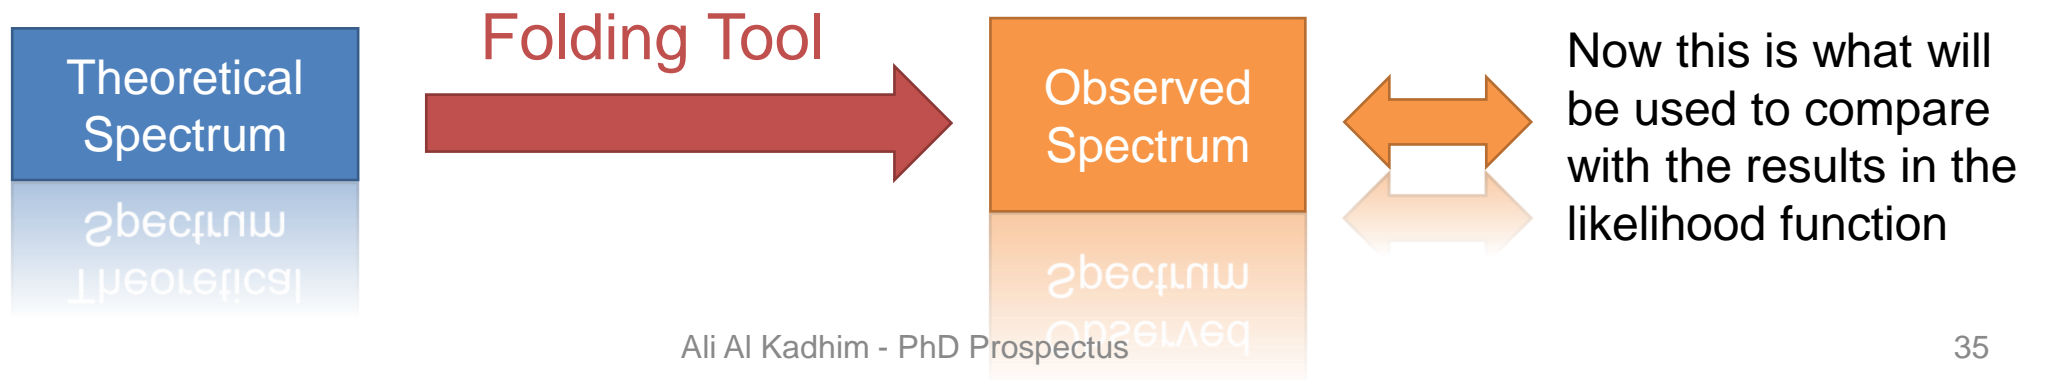 Folding Tool
Theoretical
Spectrum
Observed
Spectrum
Now this is what will
be used to compare
with the results in the
likelihood function
Ali Al Kadhim - PhD Prospectus
35